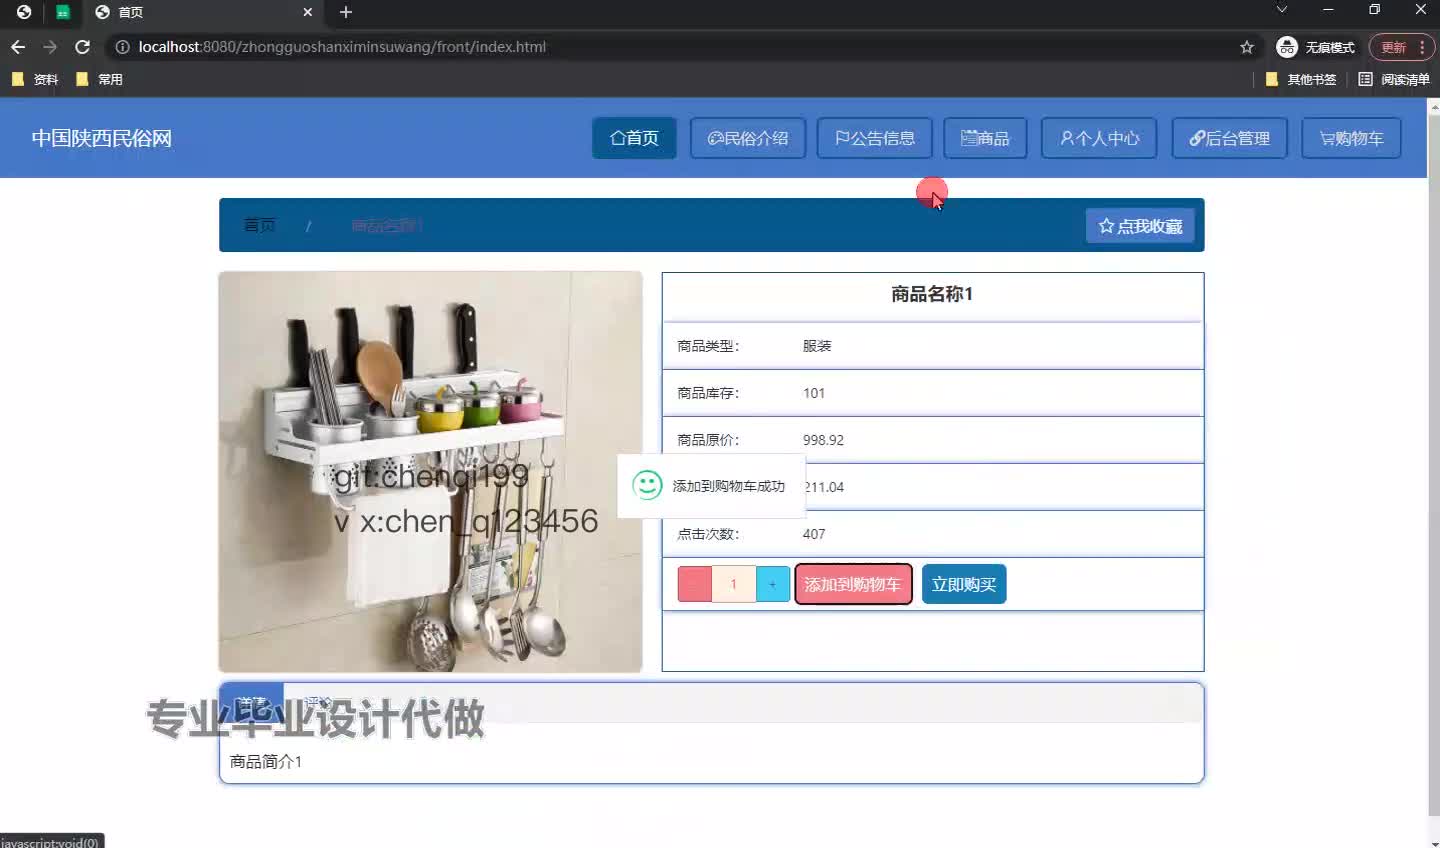 首页
localhost:8080/zhongguoshanximinsuwang/front/index.html
无痕模式
更新
资料
常用
其他书签
阅读清单
中国陕西民俗网
首页
民俗介绍
公告信息
商品
个人中心
后台管理
购物车
首页 / 商品名称1
点我收藏
商品名称1
商品类型： 服装
商品库存： 101
商品原价： 998.92
211.04
添加到购物车成功
点击次数： 407
1 +
添加到购物车
立即购买
git:chenqi199
v x:chen_q123456
详情
评论
专业毕业设计代做
商品简介1
javascript:void(0)